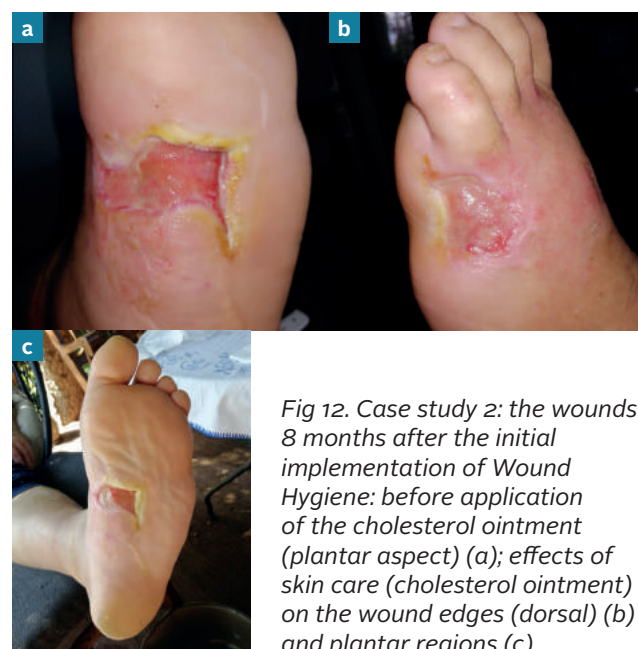 a
b
c
Fig 12. Case study 2: the wounds
8 months after the initial
implementation of Wound
Hygiene: before application
of the cholesterol ointment
(plantar aspect) (a); effects of
skin care (cholesterol ointment)
on the wound edges (dorsal) (b)
and plantar regions (c)